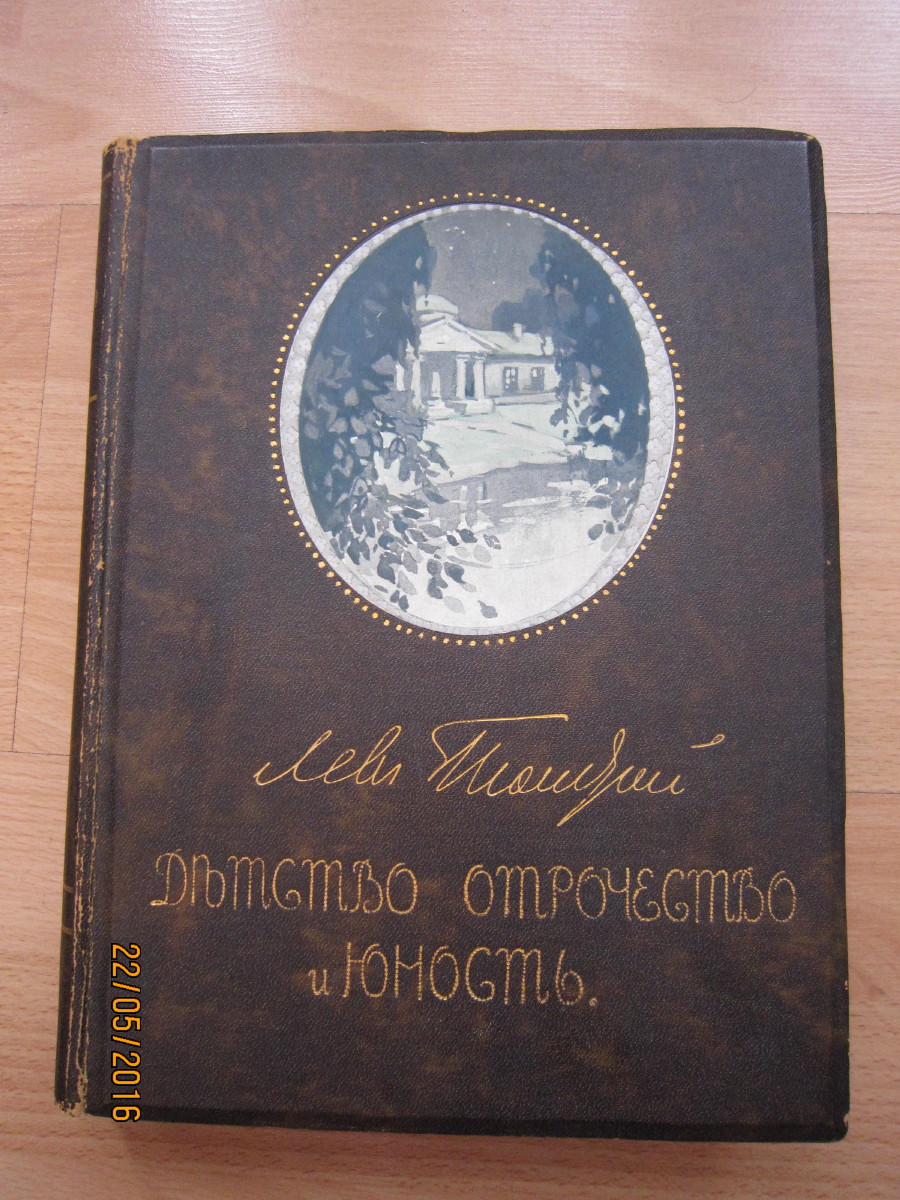 Левъ Толстой
Дѣтство Отрочество
и Юность.
22/05/2016